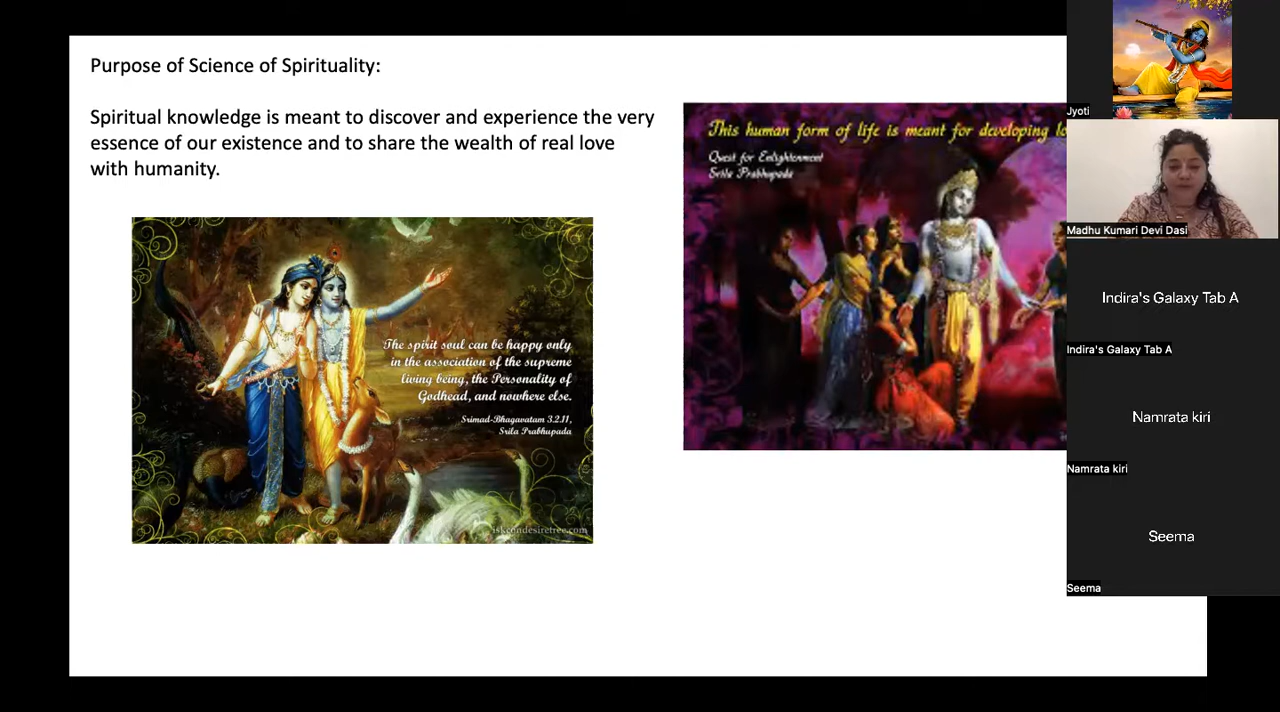 Purpose of Science of Spirituality:
Spiritual knowledge is meant to discover and experience the very
essence of our existence and to share the wealth of real love
with humanity.
The spirit soul can be happy only
in the association of the supreme
living being, the Personality of
Godhead, and nowhere else.
Srimad-Bhagavatam 3.2.11,
Srila Prabhupada
iskcondesiretree.com
This human form of life is meant for developing
Quest for Enlightenment
Srila Prabhupada
Jyoti
Madhu Kumari Devi Dasi
Indira's Galaxy Tab A
Indira's Galaxy Tab A
Namrata kiri
Namrata kiri
Seema
Seema